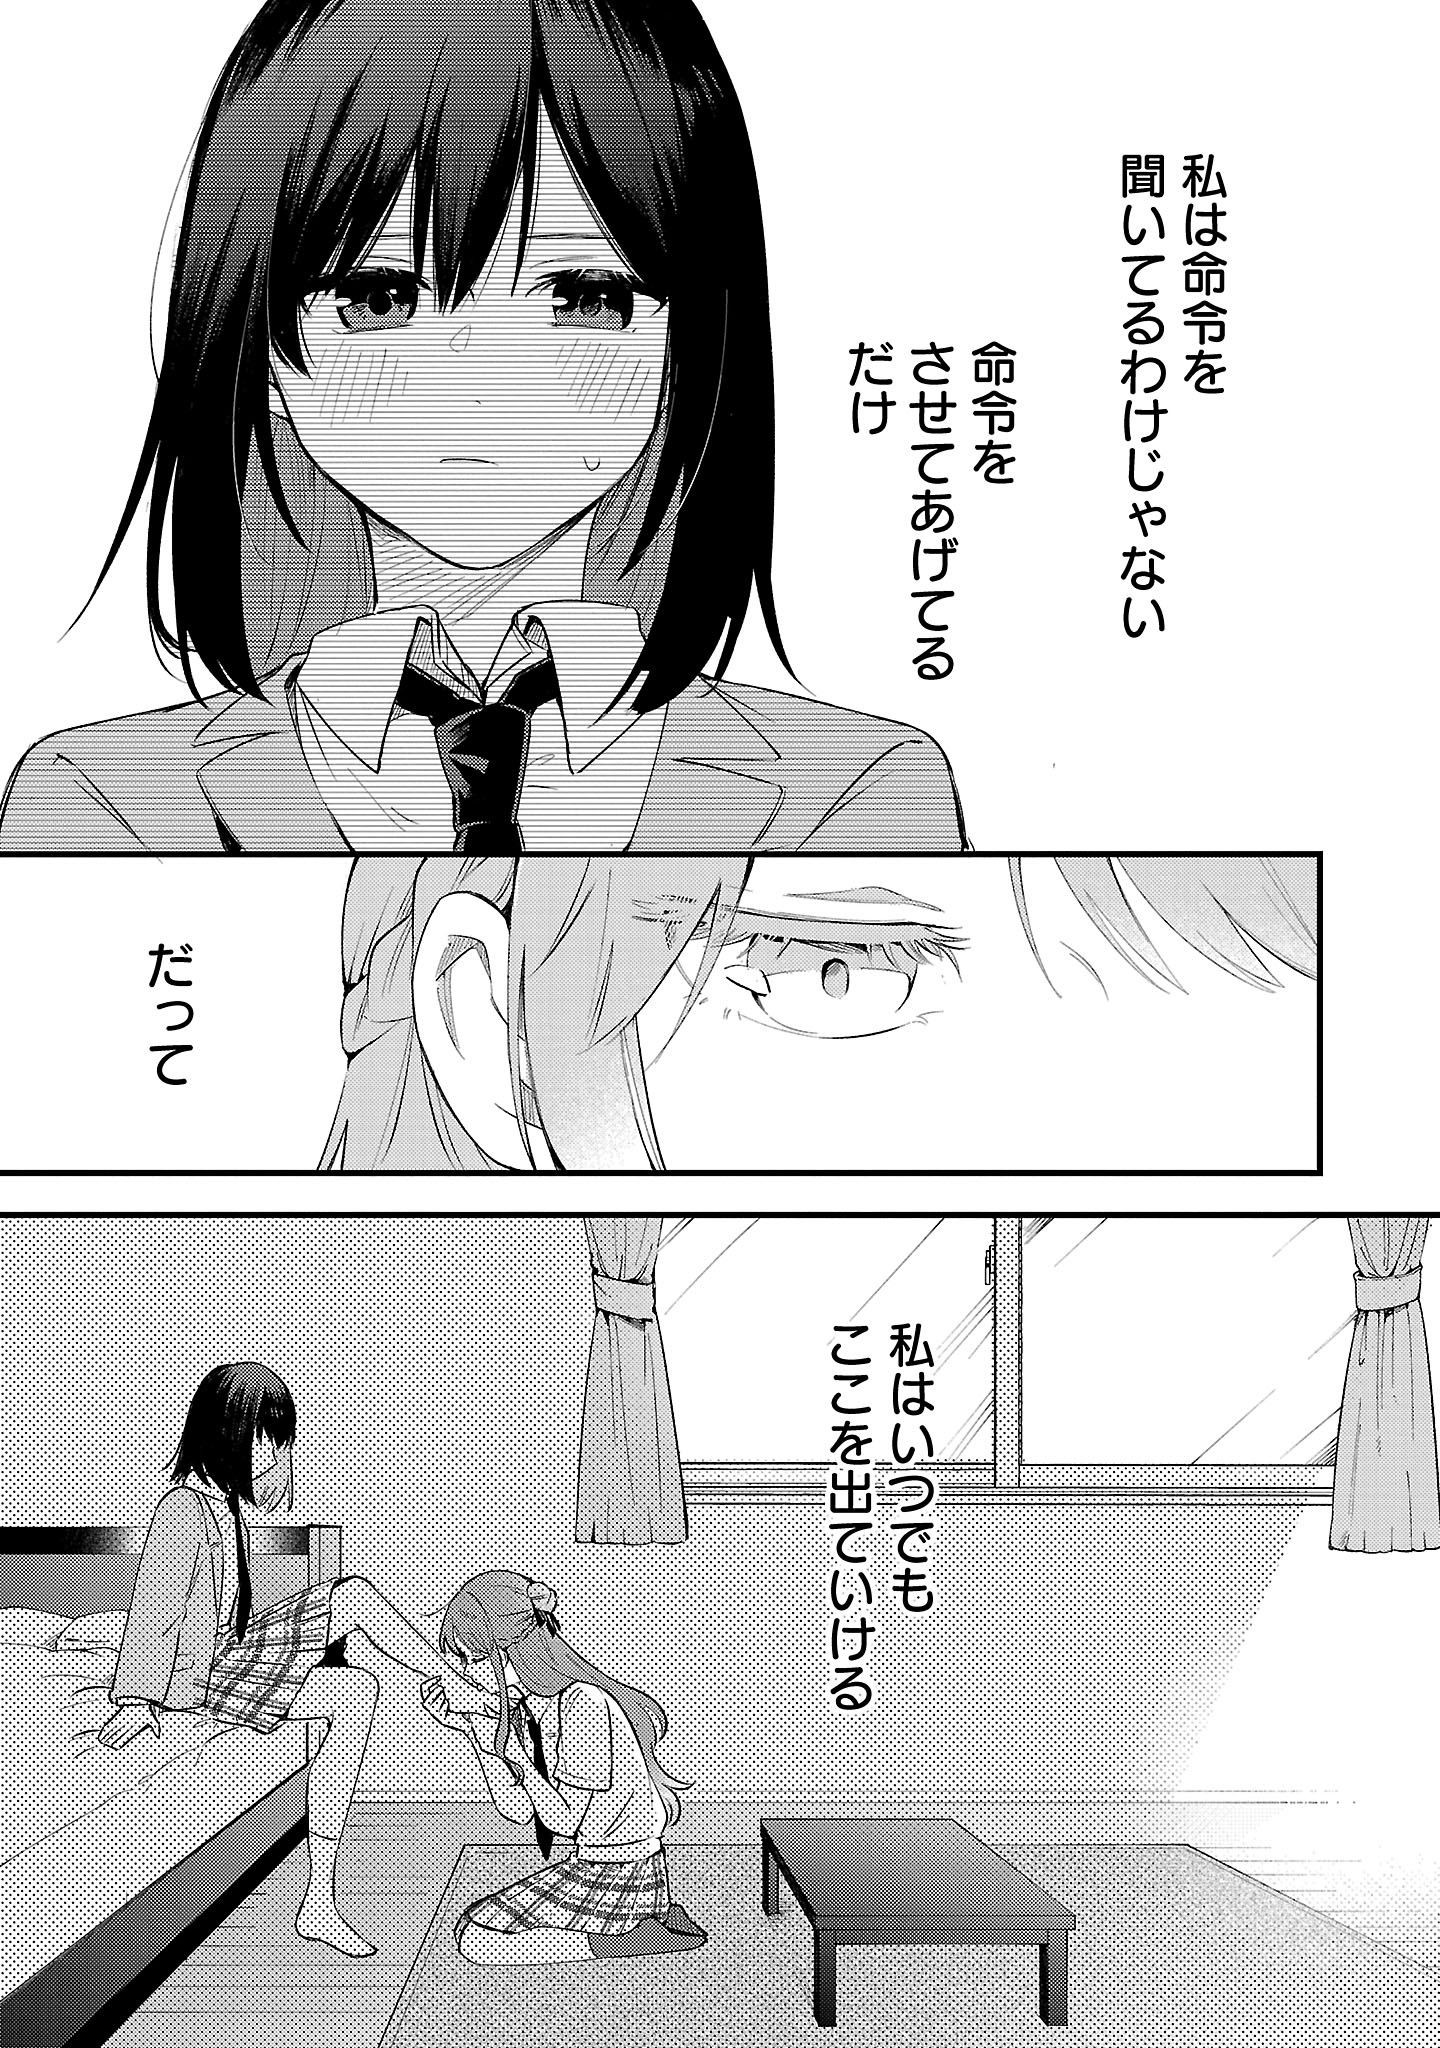 私は命令を
聞いてるわけじゃない
命令を
させてあげてる
だけ
だって
私はいつでも
ここを出ていける